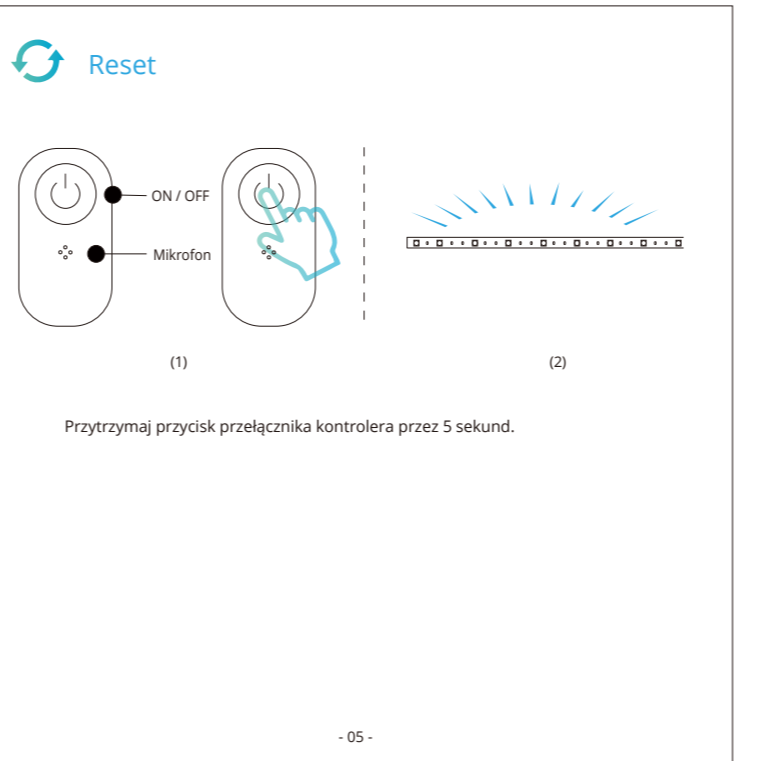 Reset
ON / OFF
Mikrofon
(1)
(2)
Przytrzymaj przycisk przełącznika kontrolera przez 5 sekund.
- 05 -